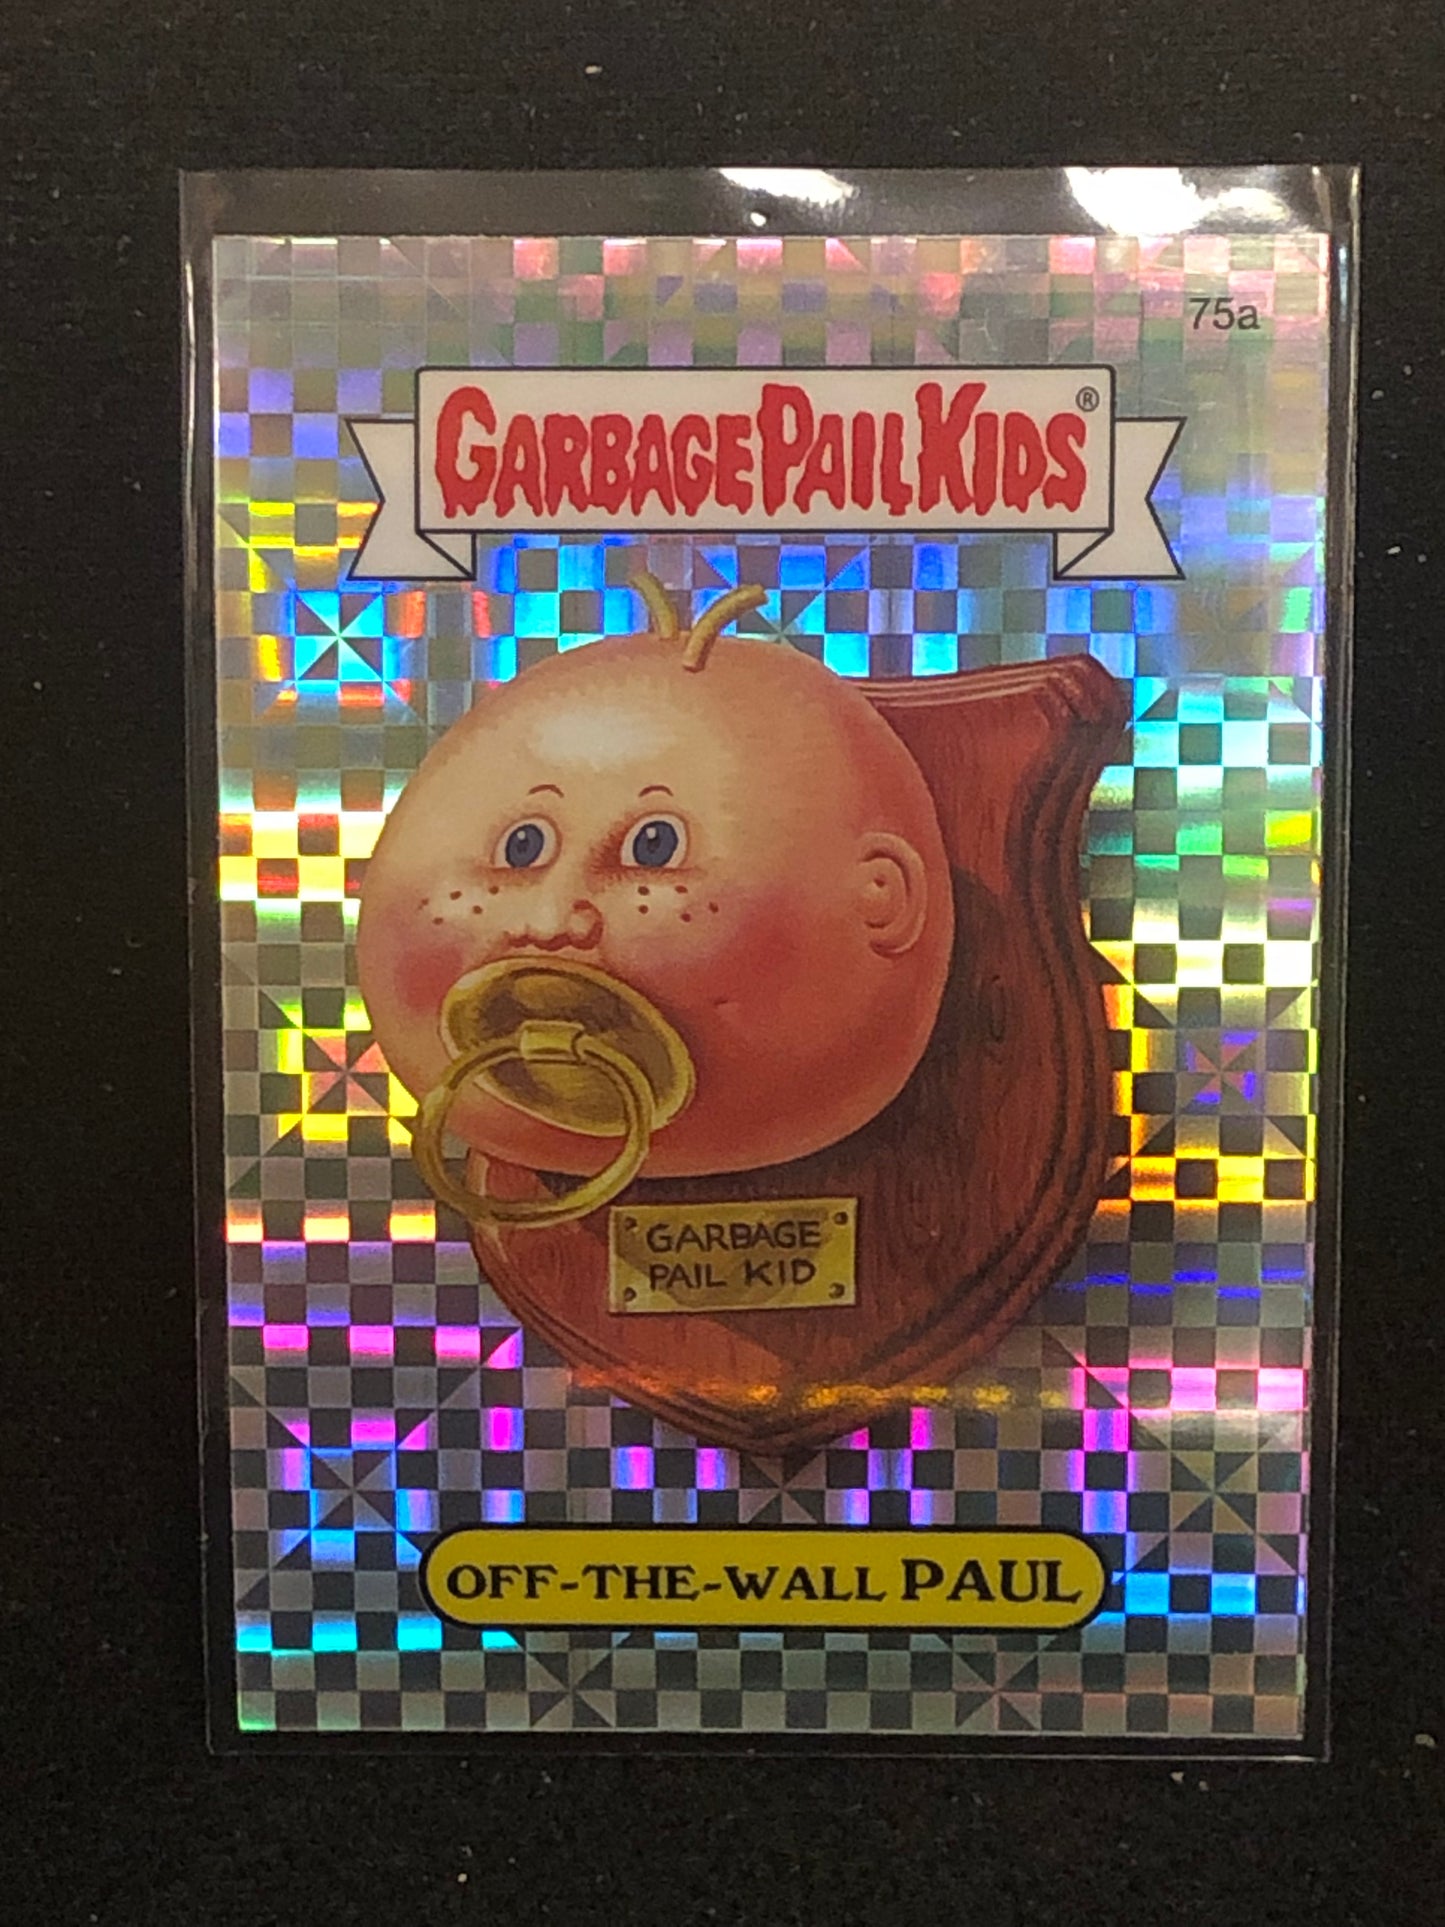 75a
GARBAGE PAIL KIDS®
GARBAGE
PAIL KID
OFF-THE-WALL PAUL